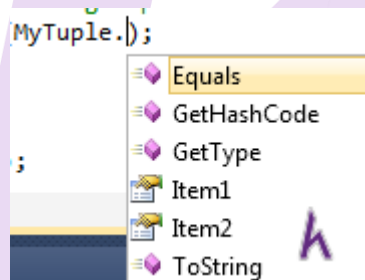 (MyTuple.);
Equals
GetHashCode
GetType
Item1
Item2
;
ToString